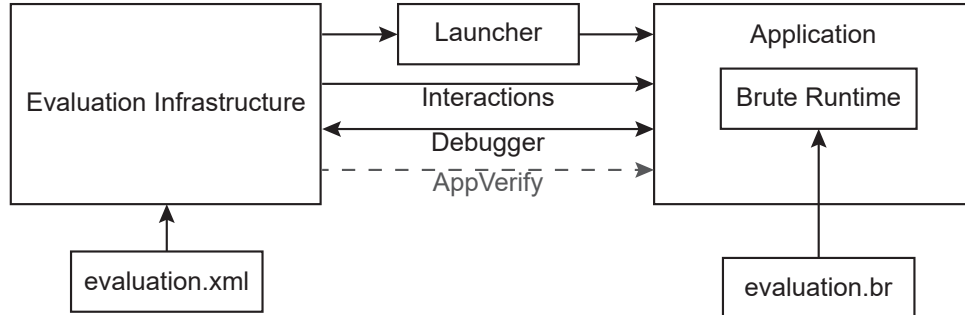 Launcher
Application
Evaluation Infrastructure
Interactions
Brute Runtime
Debugger
AppVerify
evaluation.xml
evaluation.br